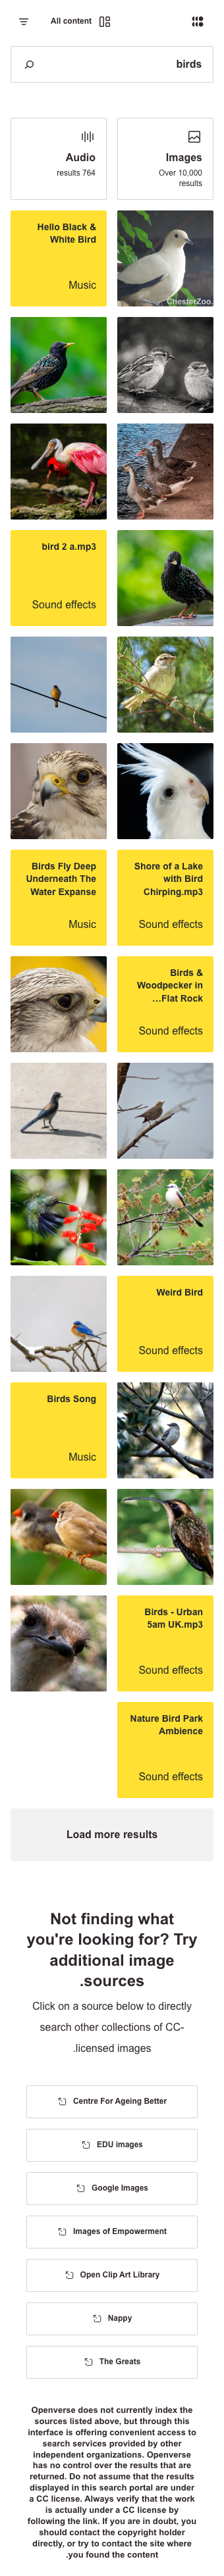 All content
birds
Audio
results 764
Images
Over 10,000
results
Hello Black &
White Bird
Music
ChesterZoo.
bird 2 a.mp3
Sound effects
Birds Fly Deep
Underneath The
Water Expanse
Music
Shore of a Lake
with Bird
Chirping.mp3
Sound effects
Birds &
Woodpecker in
…Flat Rock
Sound effects
Weird Bird
Sound effects
Birds Song
Music
Birds - Urban
5am UK.mp3
Sound effects
Nature Bird Park
Ambience
Sound effects
Load more results
Not finding what
you're looking for? Try
additional image
.sources
Click on a source below to directly
search other collections of CC-
.licensed images
Centre For Ageing Better
EDU images
Google Images
Images of Empowerment
Open Clip Art Library
Nappy
The Greats
Openverse does not currently index the
sources listed above, but through this
interface is offering convenient access to
search services provided by other
independent organizations. Openverse
has no control over the results that are
returned. Do not assume that the results
displayed in this search portal are under
a CC license. Always verify that the work
is actually under a CC license by
following the link. If you are in doubt, you
should contact the copyright holder
directly, or try to contact the site where
.you found the content